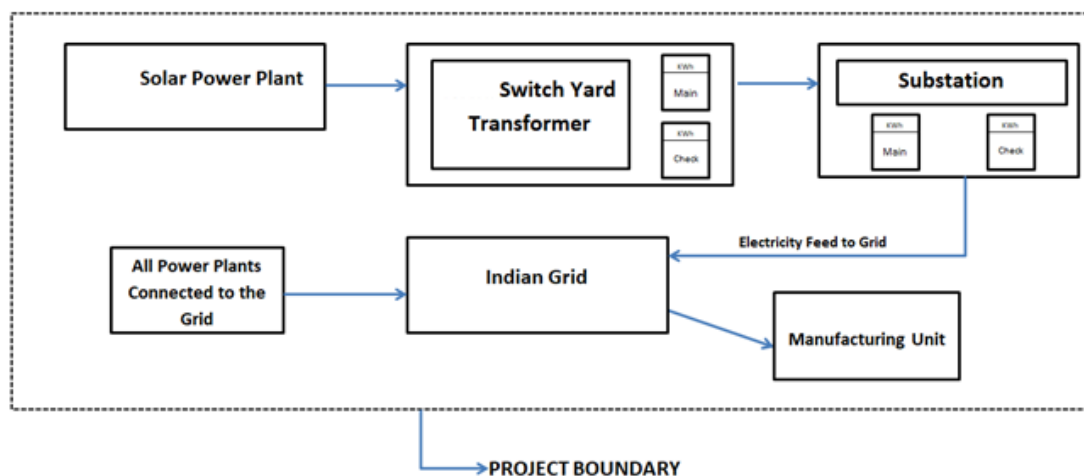 Solar Power Plant
Switch Yard
Transformer
KWh
Main
KWh
Check
Substation
KWh
Main
KWh
Check
Electricity Feed to Grid
All Power Plants
Connected to the
Grid
Indian Grid
Manufacturing Unit
PROJECT BOUNDARY